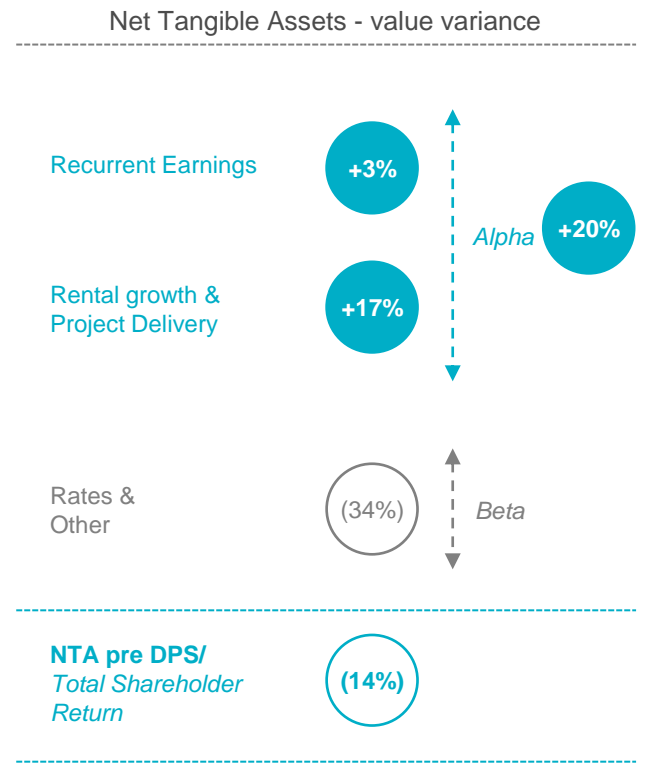 Net Tangible Assets - value variance
Recurrent Earnings
+3%
Alpha
+20%
Rental growth &
Project Delivery
+17%
Rates &
Other
(34%)
Beta
NTA pre DPS/
Total Shareholder
Return
(14%)